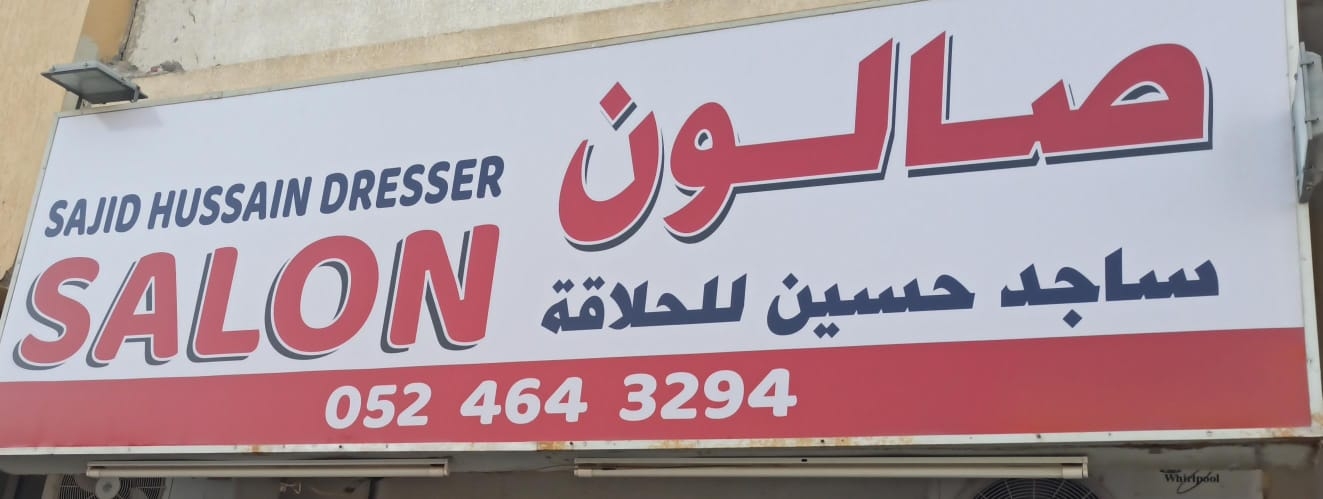 SAJID HUSSAIN DRESSER
SALON
صالون
ساجد حسين للحلاقة
052 464 3294
Whirlpool